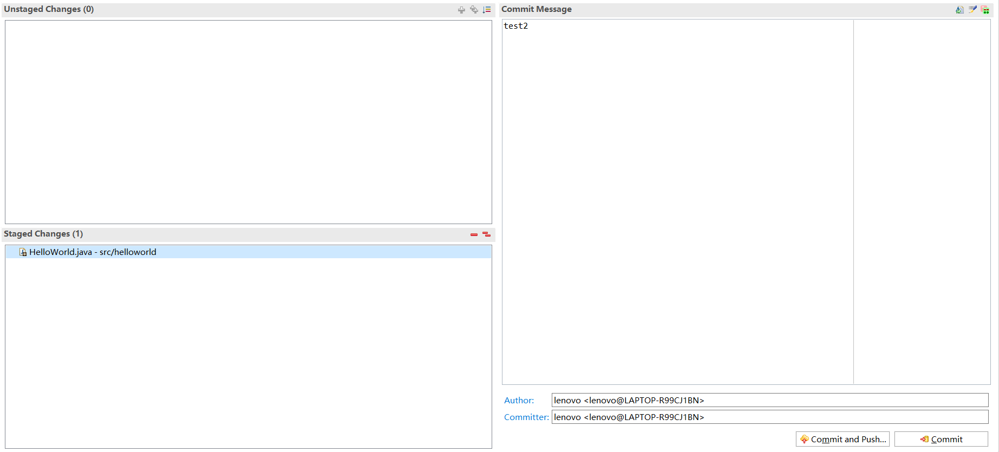 Unstaged Changes (0)
Staged Changes (1)
HelloWorld.java - src/helloworld
Commit Message
test2
Author: lenovo <lenovo@LAPTOP-R99CJ1BN>
Committer: lenovo <lenovo@LAPTOP-R99CJ1BN>
Commit and Push... Commit